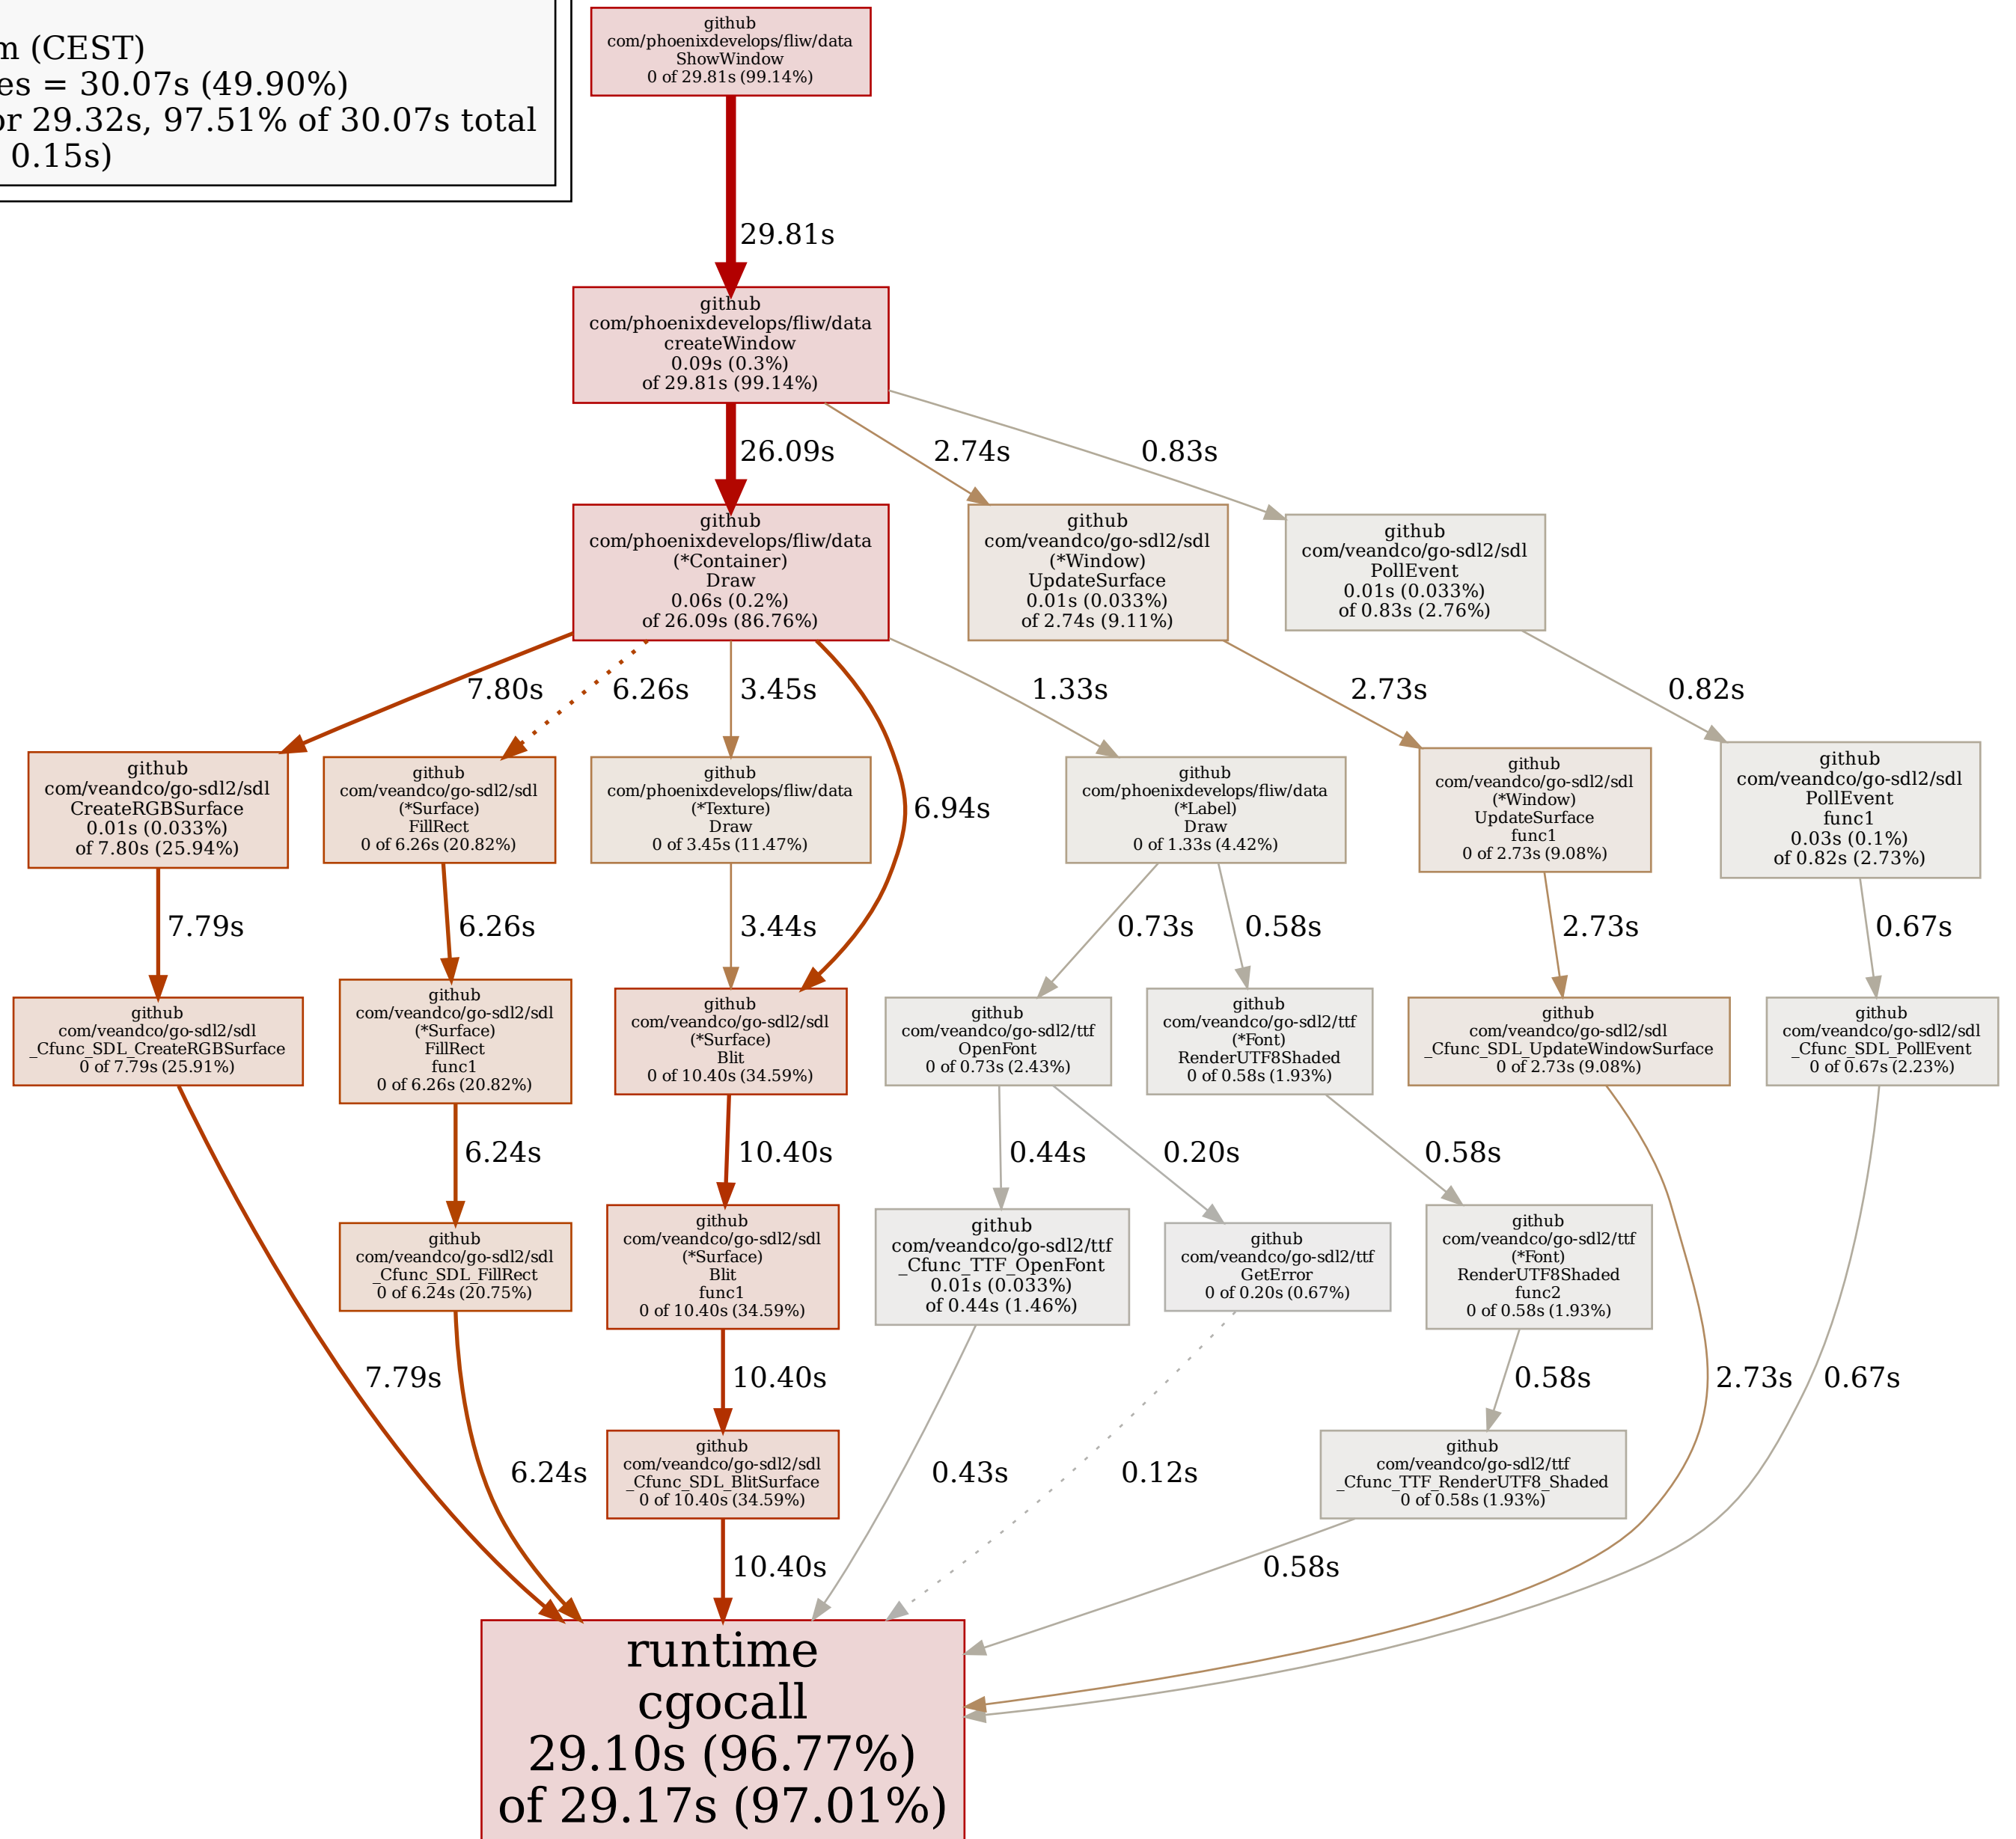 m (CEST)
es = 30.07s (49.90%)
or 29.32s, 97.51% of 30.07s total
0.15s)
github
com/phoenixdevelops/fliw/data
ShowWindow
0 of 29.81s (99.14%)
29.81s
github
com/phoenixdevelops/fliw/data
createWindow
0.09s (0.3%)
of 29.81s (99.14%)
26.09s
2.74s
0.83s
github
com/phoenixdevelops/fliw/data
(*Container)
Draw
0.06s (0.2%)
of 26.09s (86.76%)
github
com/veandco/go-sdl2/sdl
(*Window)
UpdateSurface
0.01s (0.033%)
of 2.74s (9.11%)
github
com/veandco/go-sdl2/sdl
PollEvent
0.01s (0.033%)
of 0.83s (2.76%)
7.80s
6.26s
3.45s
6.94s
1.33s
2.73s
0.82s
github
com/veandco/go-sdl2/sdl
CreateRGBSurface
0.01s (0.033%)
of 7.80s (25.94%)
github
com/veandco/go-sdl2/sdl
(*Surface)
FillRect
0 of 6.26s (20.82%)
github
com/phoenixdevelops/fliw/data
(*Texture)
Draw
0 of 3.45s (11.47%)
github
com/phoenixdevelops/fliw/data
(*Label)
Draw
0 of 1.33s (4.42%)
github
com/veandco/go-sdl2/sdl
(*Window)
UpdateSurface
func1
0 of 2.73s (9.08%)
github
com/veandco/go-sdl2/sdl
PollEvent
func1
0.03s (0.1%)
of 0.82s (2.73%)
7.79s
6.26s
3.44s
0.73s
0.58s
2.73s
0.67s
github
com/veandco/go-sdl2/sdl
_Cfunc_SDL_CreateRGBSurface
0 of 7.79s (25.91%)
github
com/veandco/go-sdl2/sdl
(*Surface)
FillRect
func1
0 of 6.26s (20.82%)
github
com/veandco/go-sdl2/sdl
(*Surface)
Blit
0 of 10.40s (34.59%)
github
com/veandco/go-sdl2/ttf
OpenFont
0 of 0.73s (2.43%)
github
com/veandco/go-sdl2/ttf
(*Font)
RenderUTF8Shaded
0 of 0.58s (1.93%)
github
com/veandco/go-sdl2/sdl
_Cfunc_SDL_UpdateWindowSurface
0 of 2.73s (9.08%)
github
com/veandco/go-sdl2/sdl
_Cfunc_SDL_PollEvent
0 of 0.67s (2.23%)
6.24s
10.40s
0.44s
0.20s
0.58s
github
com/veandco/go-sdl2/sdl
_Cfunc_SDL_FillRect
0 of 6.24s (20.75%)
github
com/veandco/go-sdl2/sdl
(*Surface)
Blit
func1
0 of 10.40s (34.59%)
github
com/veandco/go-sdl2/ttf
_Cfunc_TTF_OpenFont
0.01s (0.033%)
of 0.44s (1.46%)
github
com/veandco/go-sdl2/ttf
GetError
0 of 0.20s (0.67%)
github
com/veandco/go-sdl2/ttf
(*Font)
RenderUTF8Shaded
func2
0 of 0.58s (1.93%)
7.79s
10.40s
0.58s
2.73s
0.67s
github
com/veandco/go-sdl2/sdl
_Cfunc_SDL_BlitSurface
0 of 10.40s (34.59%)
github
com/veandco/go-sdl2/ttf
_Cfunc_TTF_RenderUTF8_Shaded
0 of 0.58s (1.93%)
6.24s
0.43s
0.12s
10.40s
0.58s
runtime
cgocall
29.10s (96.77%)
of 29.17s (97.01%)